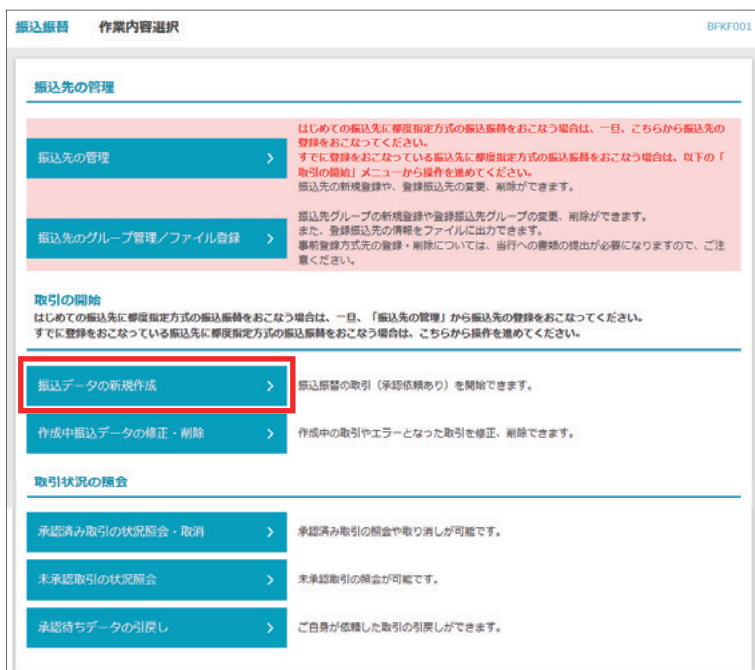 振込振替 作業内容選択 BFKF001
振込先の管理
振込先の管理
はじめての振込先に都度指定方式の振込振替をおこなう場合は、一旦、こちらから振込先の
登録をおこなってください。
すでに登録をおこなっている振込先に都度指定方式の振込振替をおこなう場合は、以下の「
取引の開始」メニューから操作を進めてください。
振込先の新規登録や、登録振込先の変更、削除ができます。
振込先のグループ管理/ファイル登録
振込先グループの新規登録や登録振込先グループの変更、削除ができます。
また、登録振込先の情報をファイルに出力できます。
事前登録方式先の登録・削除については、当行への書類の提出が必要になりますので、ご注
意ください。
取引の開始
はじめての振込先に都度指定方式の振込振替をおこなう場合は、一旦、「振込先の管理」から振込先の登録をおこなってください。
すでに登録をおこなっている振込先に都度指定方式の振込振替をおこなう場合は、こちらから操作を進めてください。
振込データの新規作成
振込振替の取引(承認依頼あり)を開始できます。
作成中振込データの修正・削除
作成中の取引やエラーとなった取引を修正、削除できます。
取引状況の照会
承認済み取引の状況照会・取消
承認済み取引の照会や取り消しが可能です。
未承認取引の状況照会
未承認取引の照会が可能です。
承認待ちデータの引戻し
ご自身が依頼した取引の引戻しができます。